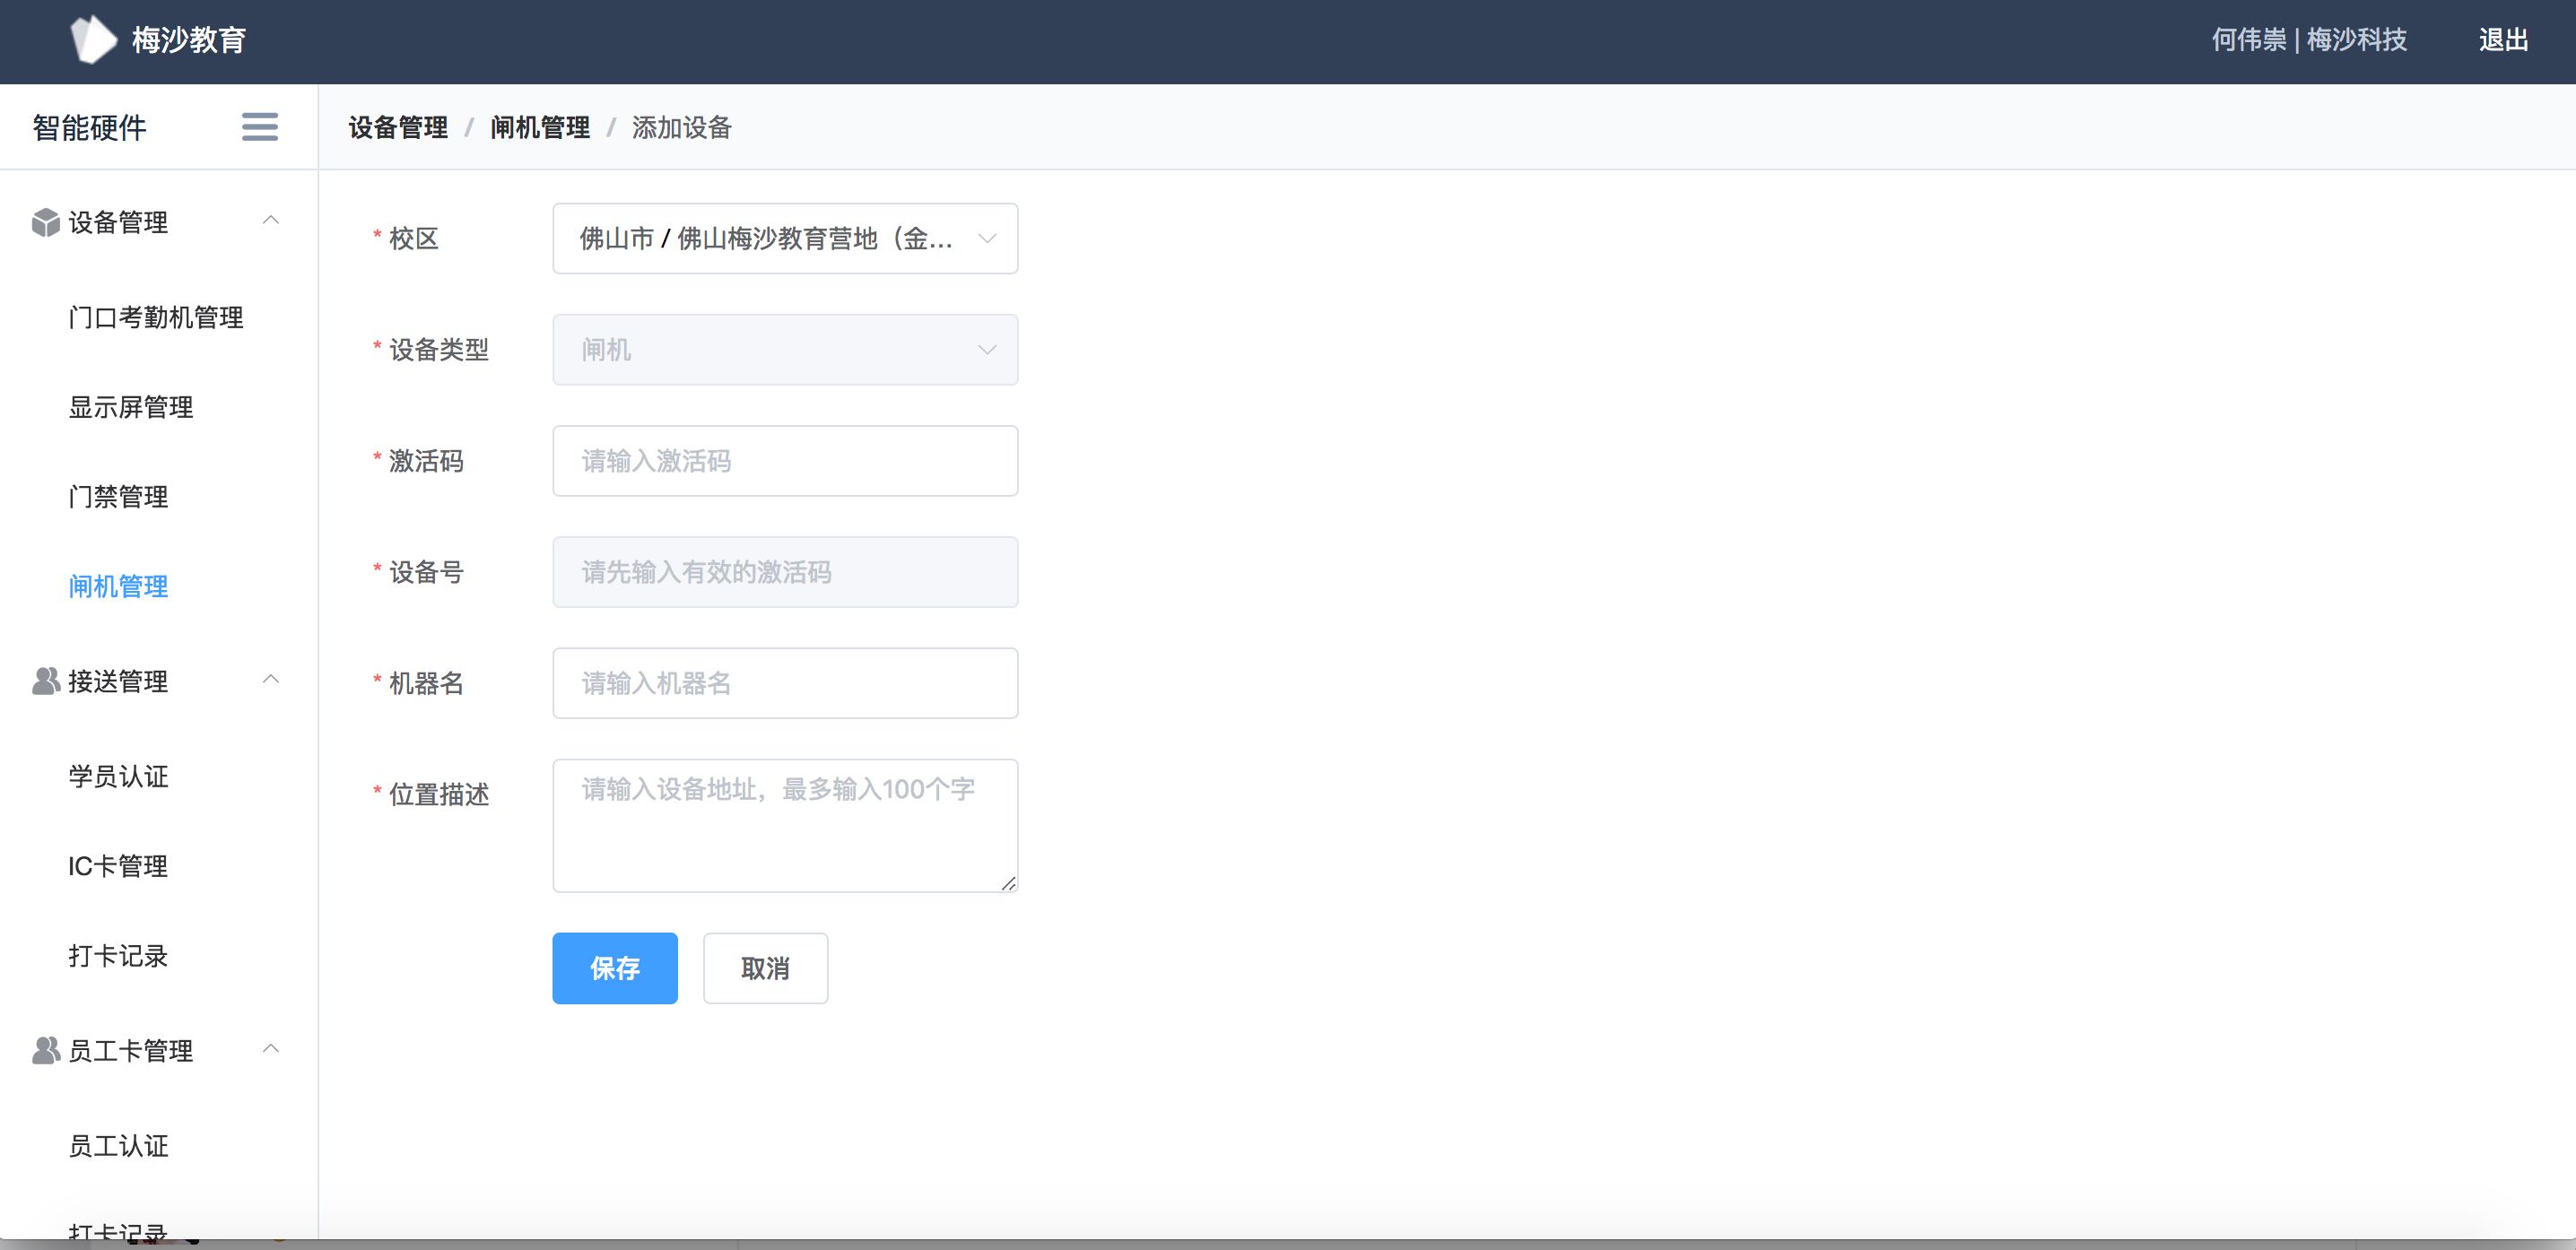 梅沙教育
何伟崇 | 梅沙科技
退出
智能硬件
设备管理 / 闸机管理 / 添加设备
设备管理
门口考勤机管理
显示屏管理
门禁管理
闸机管理
接送管理
学员认证
IC卡管理
打卡记录
员工卡管理
员工认证
打卡记录
* 校区
佛山市 / 佛山梅沙教育营地（金...
* 设备类型
闸机
* 激活码
请输入激活码
* 设备号
请先输入有效的激活码
* 机器名
请输入机器名
* 位置描述
请输入设备地址，最多输入100个字
保存
取消